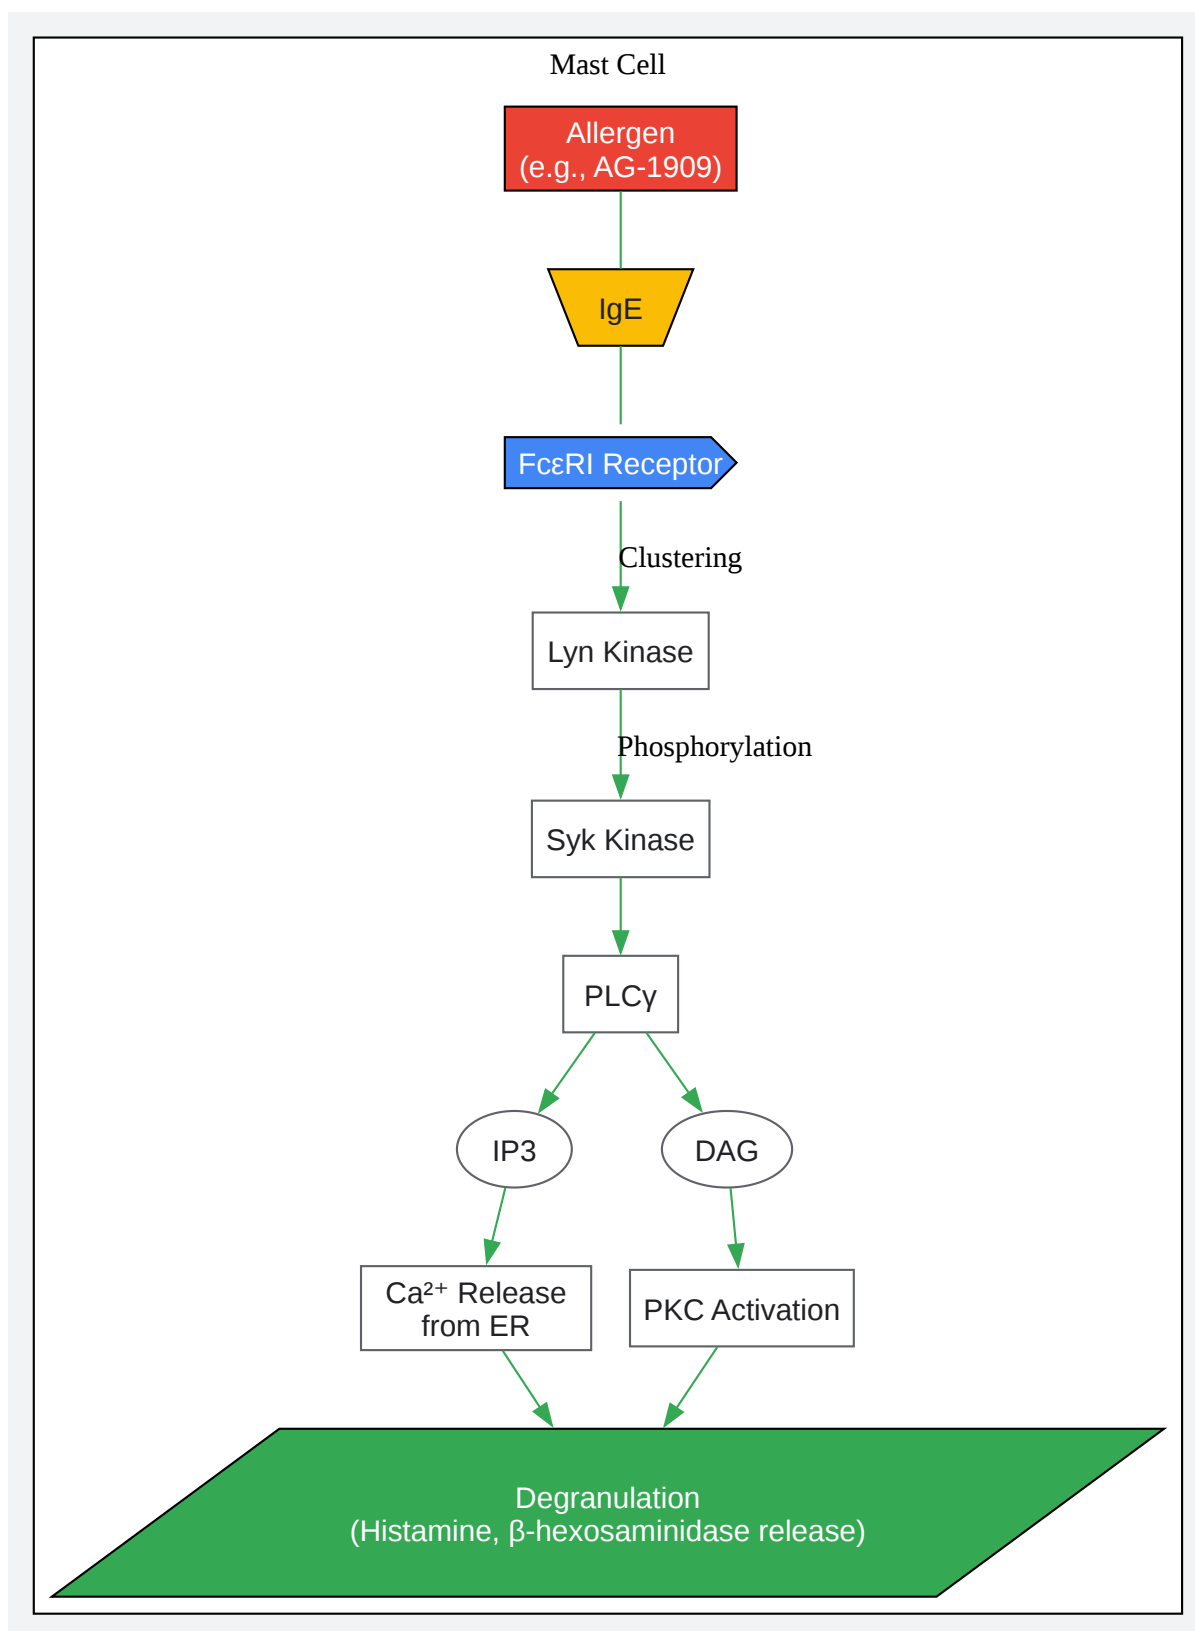 Mast Cell
Allergen
(e.g., AG-1909)
IgE
FcεRI Receptor
Clustering
Lyn Kinase
Phosphorylation
Syk Kinase
PLCγ
IP3
DAG
Ca²⁺ Release
from ER
PKC Activation
Degranulation
(Histamine, β-hexosaminidase release)